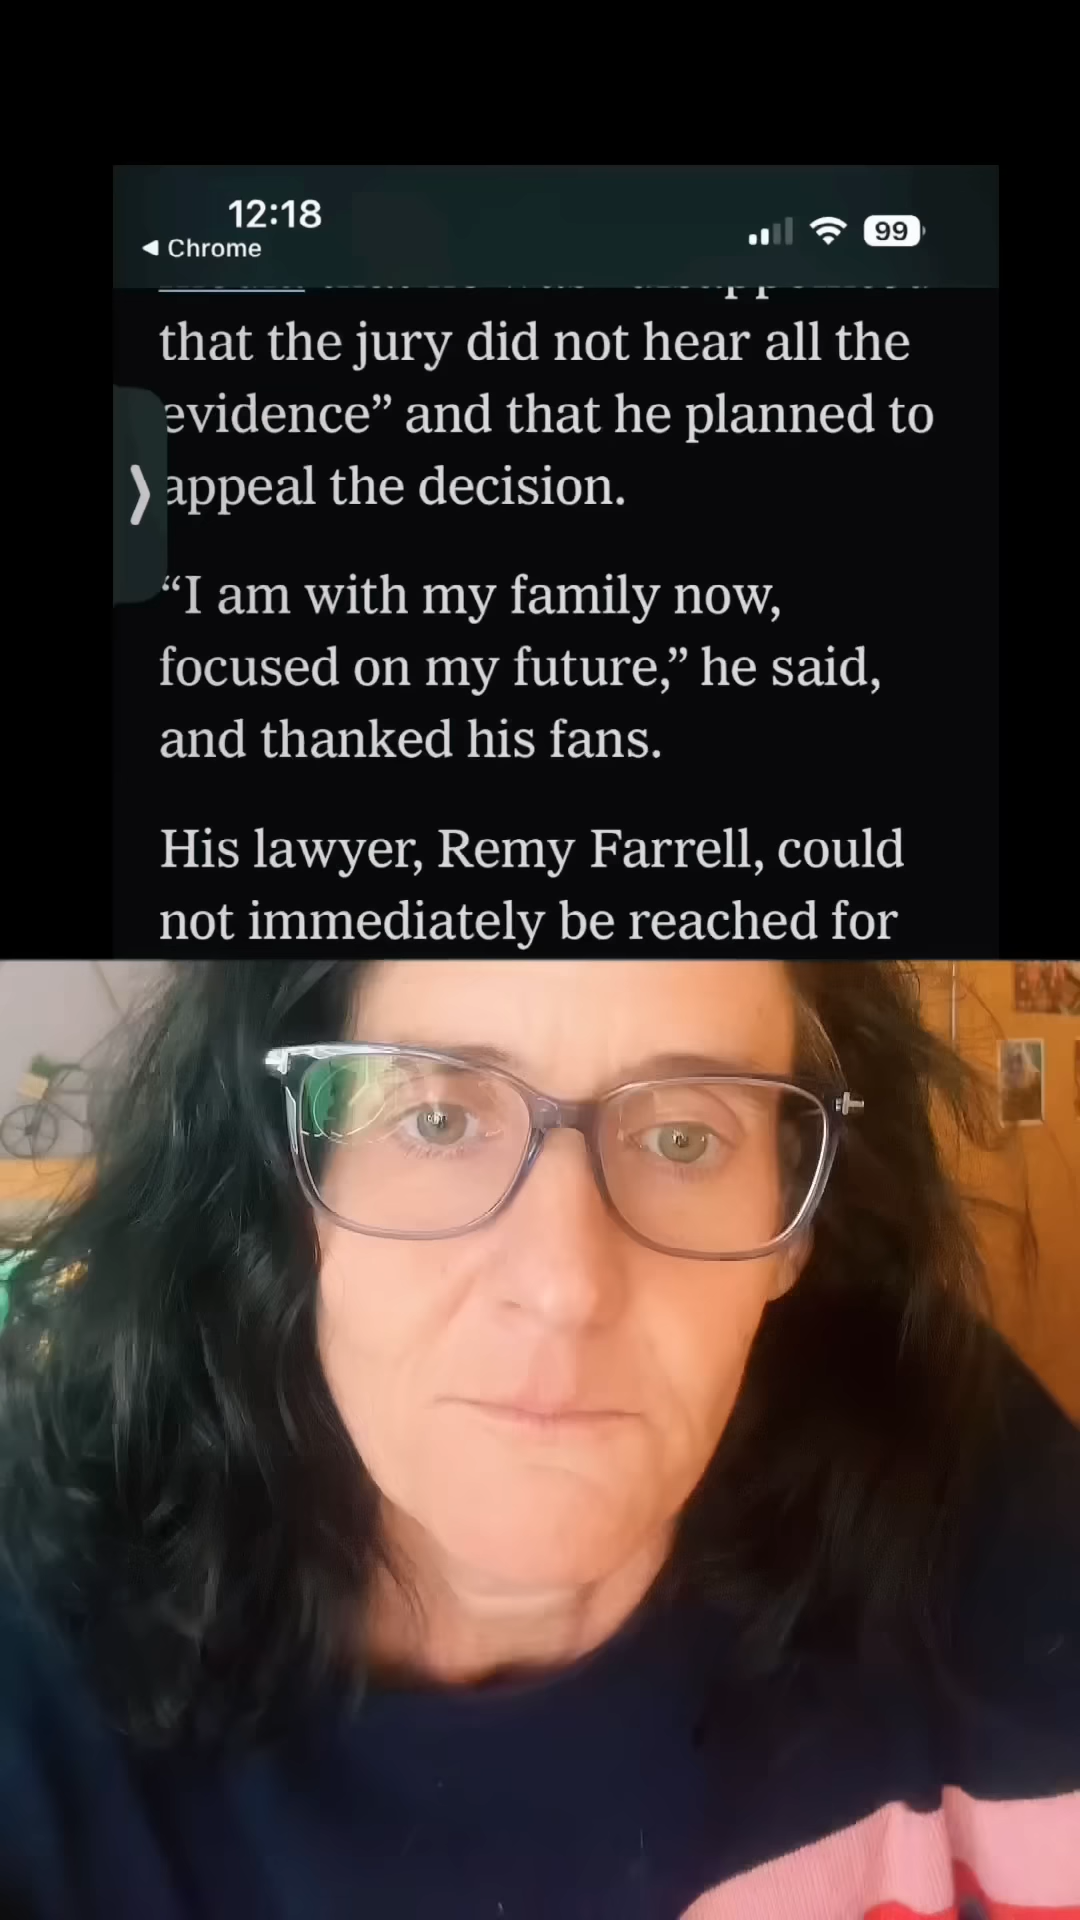 12:18
◀ Chrome
99
that the jury did not hear all the
evidence” and that he planned to
appeal the decision.
“I am with my family now,
focused on my future,” he said,
and thanked his fans.
His lawyer, Remy Farrell, could
not immediately be reached for